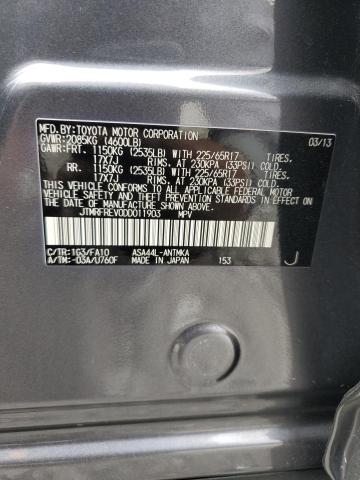 MFD.BY:TOYOTA MOTOR CORPORATION 03/13
GVWR:2085KG (4600LB)
GAWR:FRT. 1150KG (2535LB) WITH 225/65R17 TIRES,
17X7J RIMS, AT 230KPA (33PSI) COLD
RR. 1150KG (2535LB) WITH 225/65R17 TIRES,
17X7J RIMS, AT 230KPA (33PSI) COLD
THIS VEHICLE CONFORMS TO ALL APPLICABLE FEDERAL MOTOR
VEHICLE SAFETY AND THEFT PREVENTION STANDARDS IN
EFFECT ON THE DATE OF MANUFACTURE SHOWN ABOVE.
JTMRFREV0DD011903 MPV
C/TR:1G3/FA10 ASA44L-ANTMKA
A/TM:-03A/U760F MADE IN JAPAN 153 J